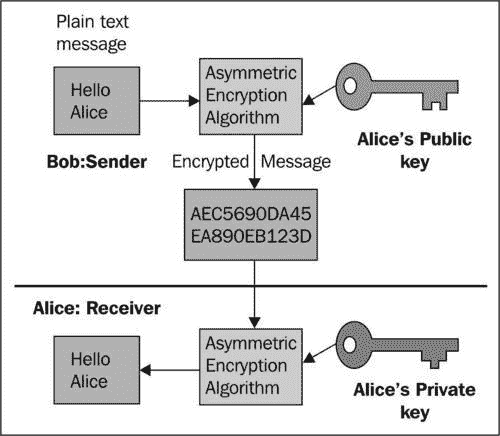 Plain text
message
Hello
Alice
Asymmetric
Encryption
Algorithm
Bob:Sender
Alice's Public
key
Encrypted Message
AEC5690DA45
EA890EB123D
Alice: Receiver
Hello
Alice
Asymmetric
Encryption
Algorithm
Alice's Private
key